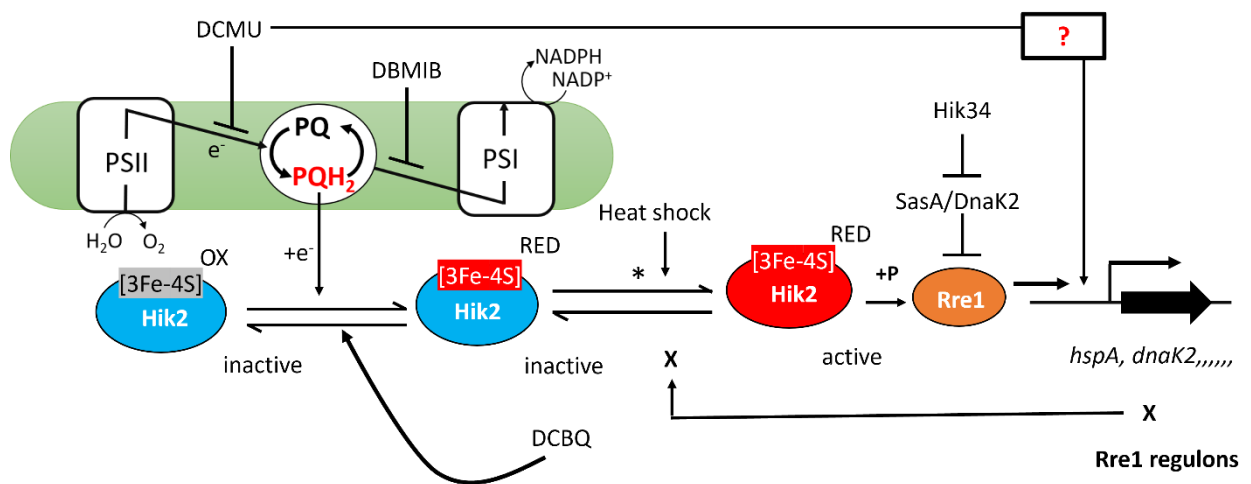 DCMU
?
NADPH
NADP⁺
DBMIB
Hik34
PQ
PSII
e⁻
PSI
PQH₂
SasA/DnaK2
Heat shock
H₂O O₂
OX
+e⁻
RED
RED
[3Fe-4S]
[3Fe-4S]
*
[3Fe-4S]
+P
Hik2
Hik2
Hik2
Rre1
inactive
inactive
X
active
hspA, dnaK2,,,,,,
X
DCBQ
Rre1 regulons